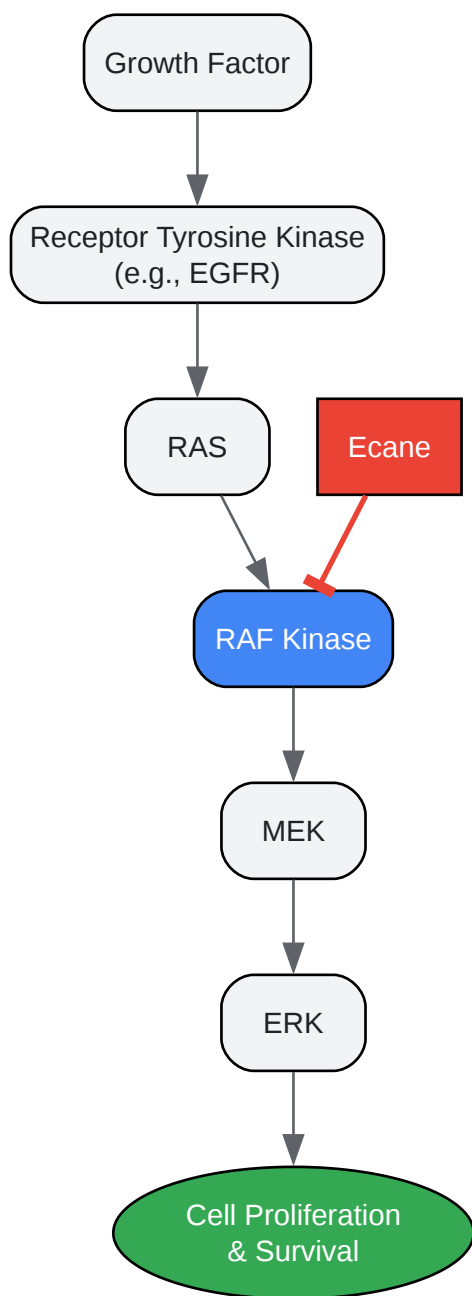 Growth Factor
Receptor Tyrosine Kinase
(e.g., EGFR)
RAS
Ecane
RAF Kinase
MEK
ERK
Cell Proliferation
& Survival